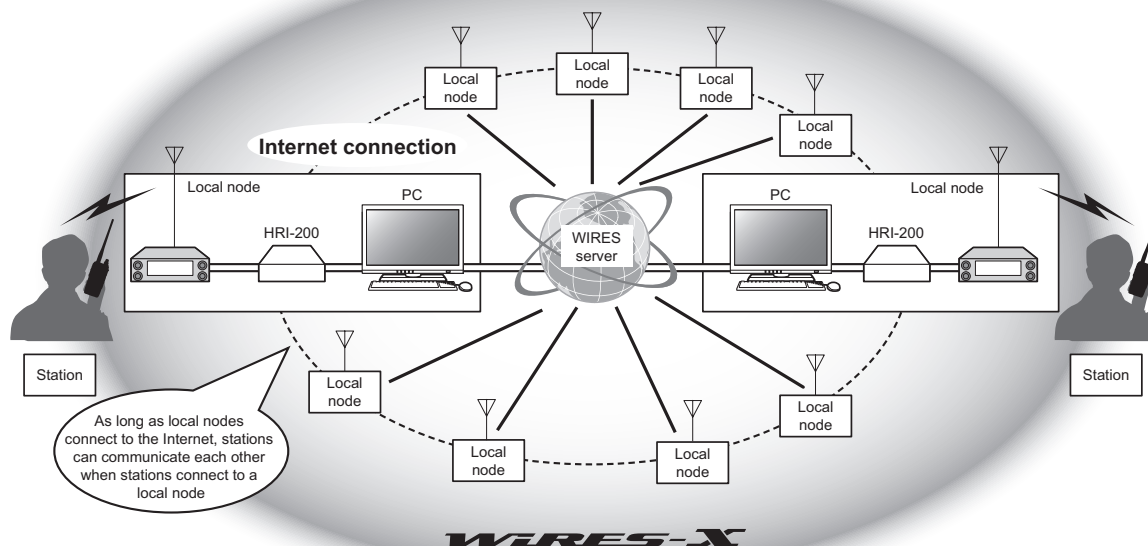 Local
node
Local
node
Local
node
Local
node
Internet connection
Local node
PC
HRI-200
WIRES
server
PC
HRI-200
Local node
Station
Station
Local
node
Local
node
Local
node
Local
node
As long as local nodes
connect to the Internet, stations
can communicate each other
when stations connect to a
local node
WiRES-X